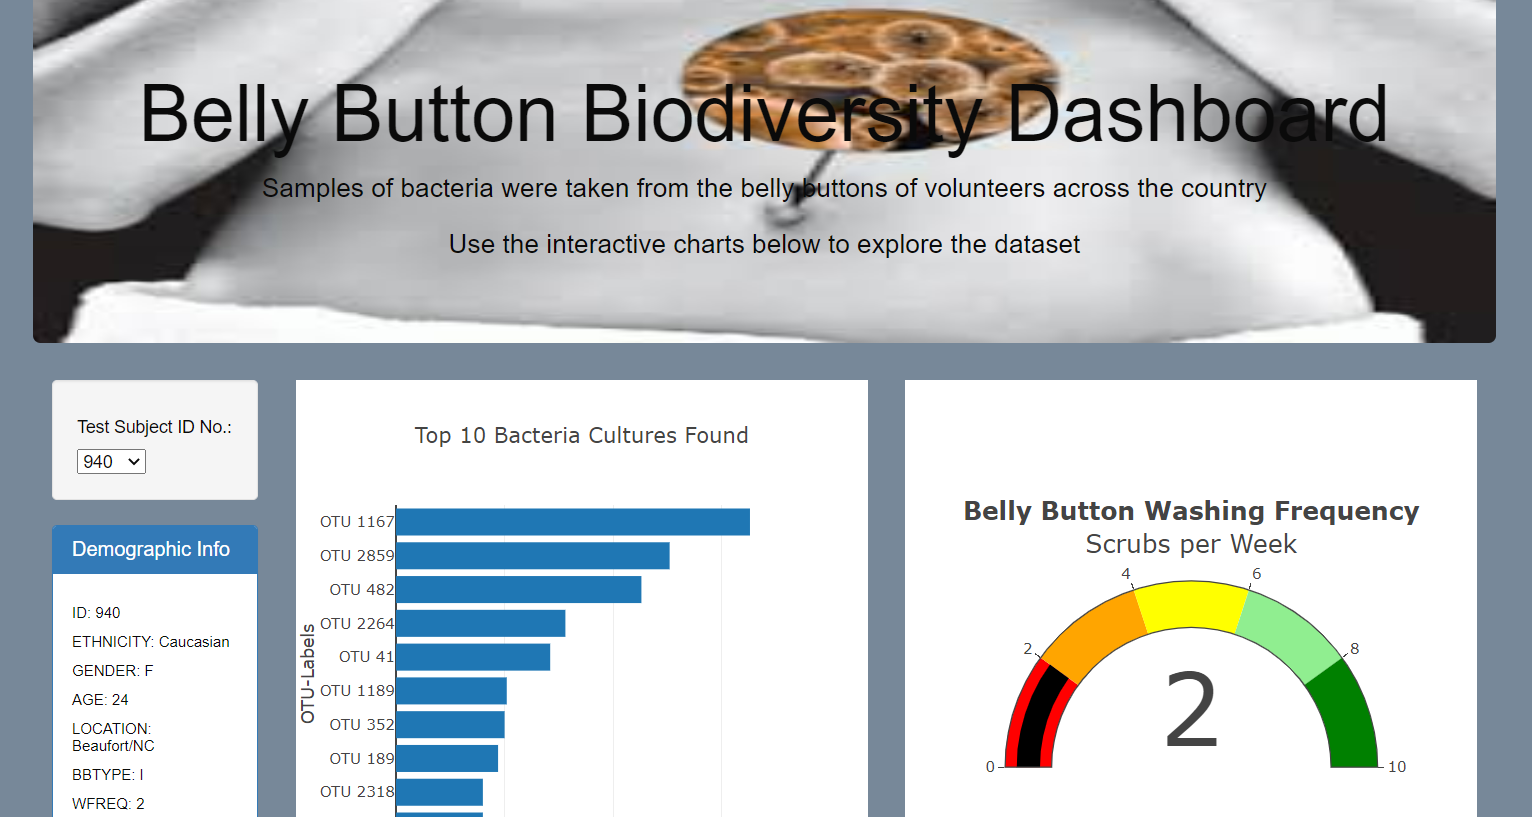 Belly Button Biodiversity Dashboard
Samples of bacteria were taken from the belly buttons of volunteers across the country
Use the interactive charts below to explore the dataset
Test Subject ID No.:
940
Demographic Info
ID: 940
ETHNICITY: Caucasian
GENDER: F
AGE: 24
LOCATION:
Beaufort/NC
BBTYPE: I
WFREQ: 2
Top 10 Bacteria Cultures Found
OTU-Labels
OTU 1167
OTU 2859
OTU 482
OTU 2264
OTU 41
OTU 1189
OTU 352
OTU 189
OTU 2318
Belly Button Washing Frequency
Scrubs per Week
0
2
4
6
8
10
2